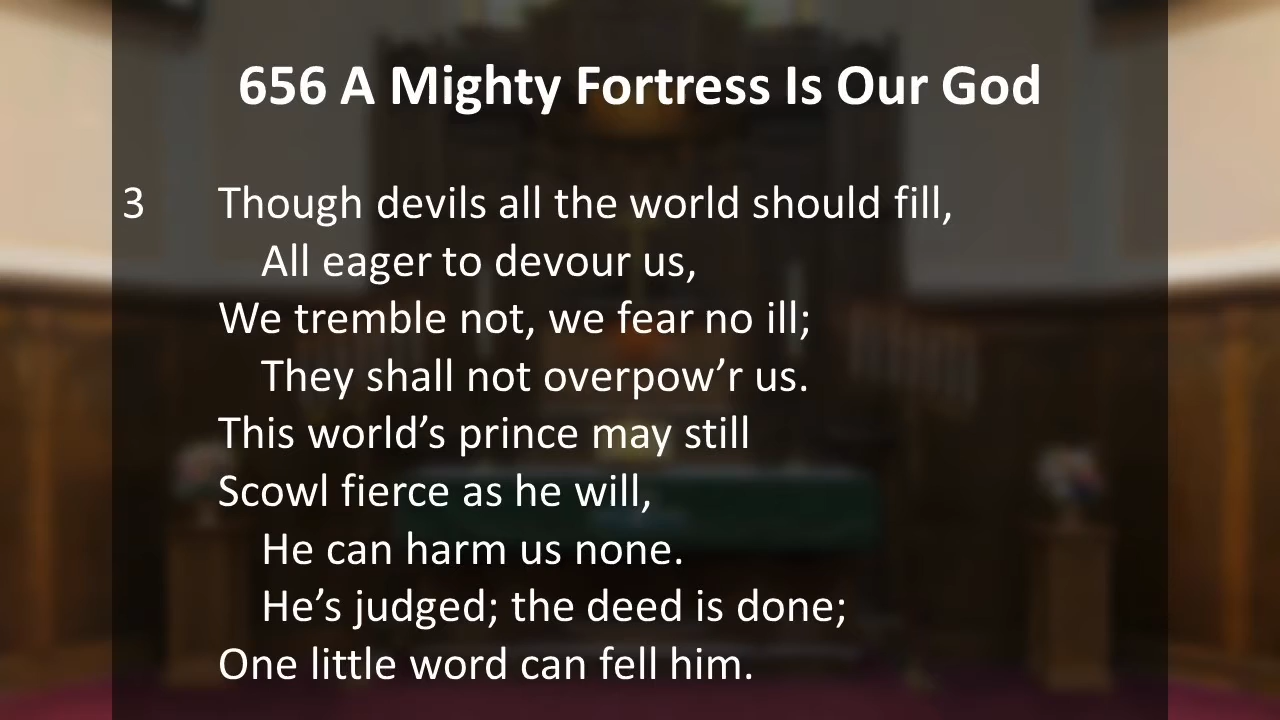 656 A Mighty Fortress Is Our God
3 Though devils all the world should fill,
All eager to devour us,
We tremble not, we fear no ill;
They shall not overpow’r us.
This world’s prince may still
Scowl fierce as he will,
He can harm us none.
He’s judged; the deed is done;
One little word can fell him.